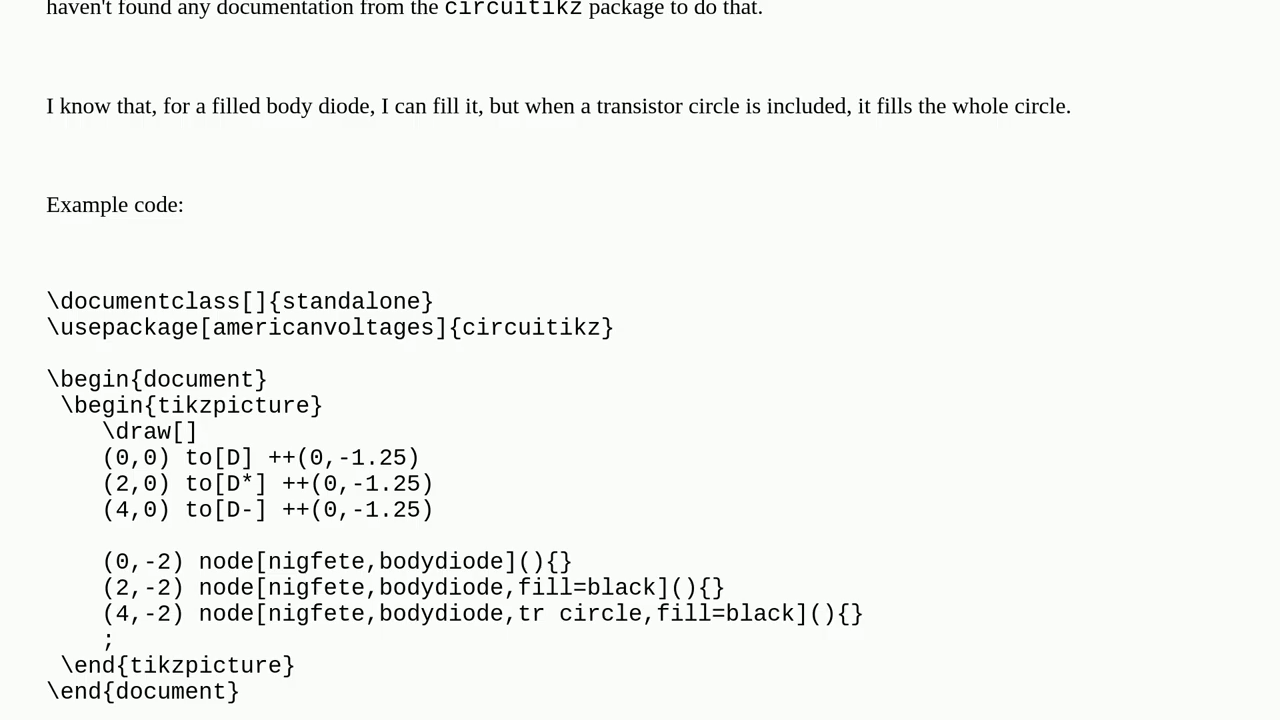 haven't found any documentation from the circuitikz package to do that.
I know that, for a filled body diode, I can fill it, but when a transistor circle is included, it fills the whole circle.
Example code:
\documentclass[]{standalone}
\usepackage[americanvoltages]{circuitikz}
\begin{document}
 \begin{tikzpicture}
    \draw[]
    (0,0) to[D] ++(0,-1.25)
    (2,0) to[D*] ++(0,-1.25)
    (4,0) to[D-] ++(0,-1.25)
    (0,-2) node[nigfete,bodydiode](){}
    (2,-2) node[nigfete,bodydiode,fill=black](){}
    (4,-2) node[nigfete,bodydiode,tr circle,fill=black](){}
    ;
 \end{tikzpicture}
\end{document}